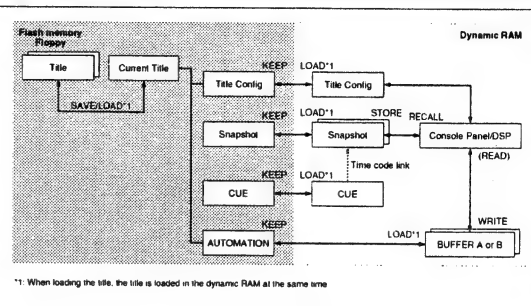 Flash memory
Floppy
Dynamic RAM
Title
Current Title
SAVE/LOAD*1
KEEP
LOAD*1
Title Config
Title Config
KEEP
LOAD*1
STORE
RECALL
Snapshot
Snapshot
Console Panel/DSP
Time code link
(READ)
KEEP
LOAD*1
CUE
CUE
WRITE
KEEP
LOAD*1
AUTOMATION
BUFFER A or B
*1: When loading the title, the title is loaded in the dynamic RAM at the same time